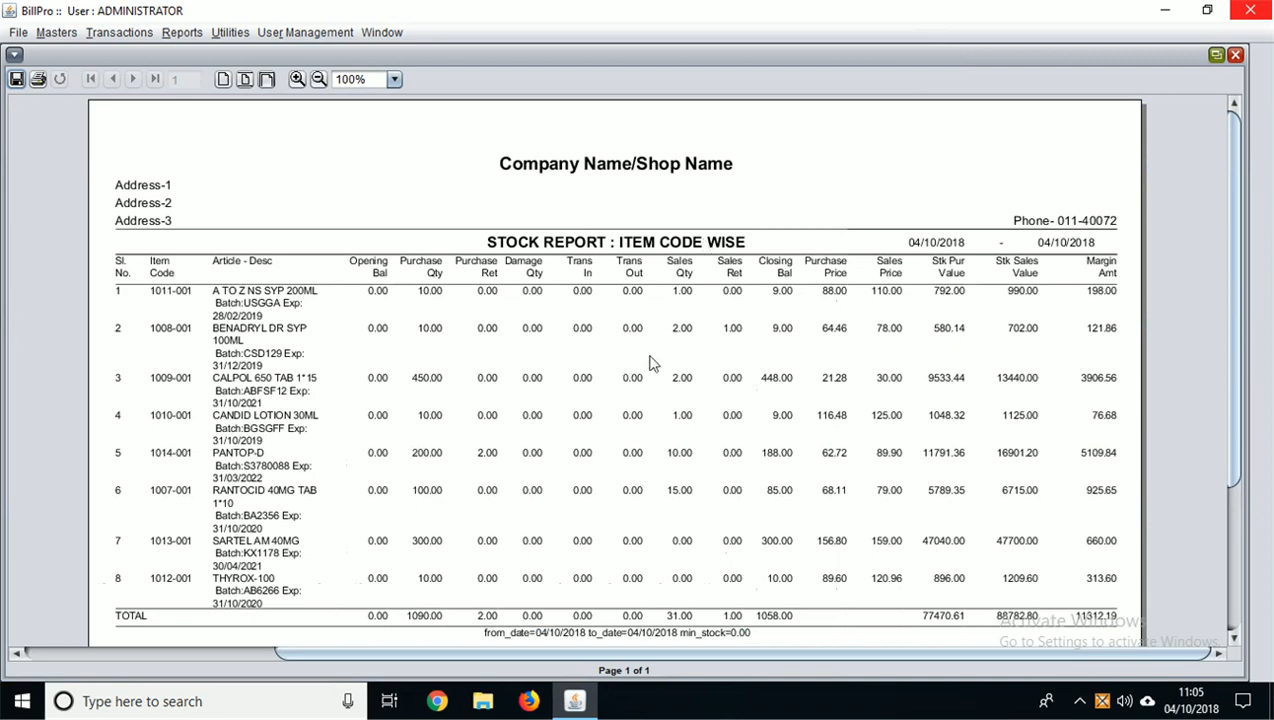 BillPro :: User : ADMINISTRATOR
File Masters Transactions Reports Utilities User Management Window
1 100%
Company Name/Shop Name
Address-1
Address-2
Address-3 Phone- 011-40072
STOCK REPORT : ITEM CODE WISE 04/10/2018 - 04/10/2018
Sl. Item Article - Desc Opening Purchase Purchase Damage Trans Trans Sales Sales Closing Purchase Sales Stk Pur Stk Sales Margin
No. Code Bal Qty Ret Qty In Out Qty Ret Bal Price Price Value Value Amt
1 1011-001 A TO Z NS SYP 200ML 0.00 10.00 0.00 0.00 0.00 0.00 1.00 0.00 9.00 88.00 110.00 792.00 990.00 198.00
Batch:USGGA Exp:
28/02/2019
2 1008-001 BENADRYL DR SYP 0.00 10.00 0.00 0.00 0.00 0.00 2.00 1.00 9.00 64.46 78.00 580.14 702.00 121.86
100ML
Batch:CSD129 Exp:
31/12/2019
3 1009-001 CALPOL 650 TAB 1*15 0.00 450.00 0.00 0.00 0.00 0.00 2.00 0.00 448.00 21.28 30.00 9533.44 13440.00 3906.56
Batch:ABFSF12 Exp:
31/10/2021
4 1010-001 CANDID LOTION 30ML 0.00 10.00 0.00 0.00 0.00 0.00 1.00 0.00 9.00 116.48 125.00 1048.32 1125.00 76.68
Batch:BGSGFF Exp:
31/10/2019
5 1014-001 PANTOP-D 0.00 200.00 2.00 0.00 0.00 0.00 10.00 0.00 188.00 62.72 89.90 11791.36 16901.20 5109.84
Batch:S3780088 Exp:
31/03/2022
6 1007-001 RANTOCID 40MG TAB 0.00 100.00 0.00 0.00 0.00 0.00 15.00 0.00 85.00 68.11 79.00 5789.35 6715.00 925.65
1*10
Batch:BA2356 Exp:
31/10/2020
7 1013-001 SARTEL AM 40MG 0.00 300.00 0.00 0.00 0.00 0.00 0.00 0.00 300.00 156.80 159.00 47040.00 47700.00 660.00
Batch:KX1178 Exp:
30/04/2021
8 1012-001 THYROX-100 0.00 10.00 0.00 0.00 0.00 0.00 0.00 0.00 10.00 89.60 120.96 896.00 1209.60 313.60
Batch:AB6266 Exp:
31/10/2020
TOTAL 0.00 1090.00 2.00 0.00 0.00 0.00 31.00 1.00 1058.00 77470.61 88782.80 11312.19
from_date=04/10/2018 to_date=04/10/2018 min_stock=0.00
Activate Windows
Go to Settings to activate Windows.
Page 1 of 1
Type here to search
11:05
04/10/2018